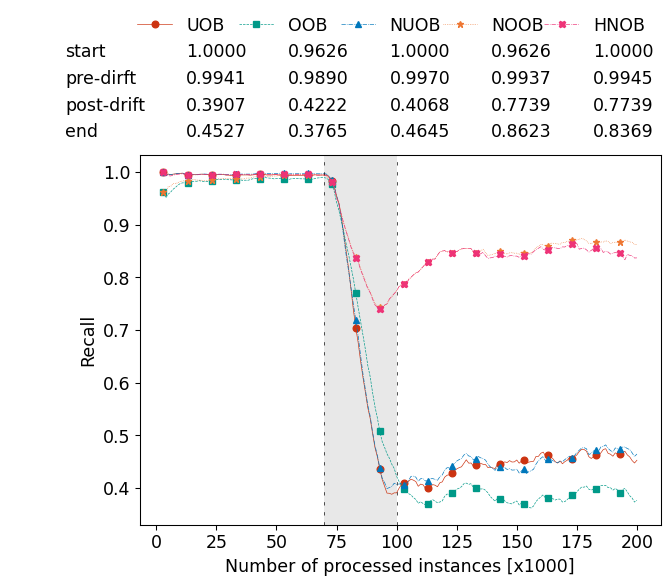 UOB OOB NUOB NOOB HNOB
start 1.0000 0.9626 1.0000 0.9626 1.0000
pre-dirft 0.9941 0.9890 0.9970 0.9937 0.9945
post-drift 0.3907 0.4222 0.4068 0.7739 0.7739
end 0.4527 0.3765 0.4645 0.8623 0.8369
1.0
0.9
0.8
0.7
0.6
0.5
0.4
Recall
0 25 50 75 100 125 150 175 200
Number of processed instances [x1000]